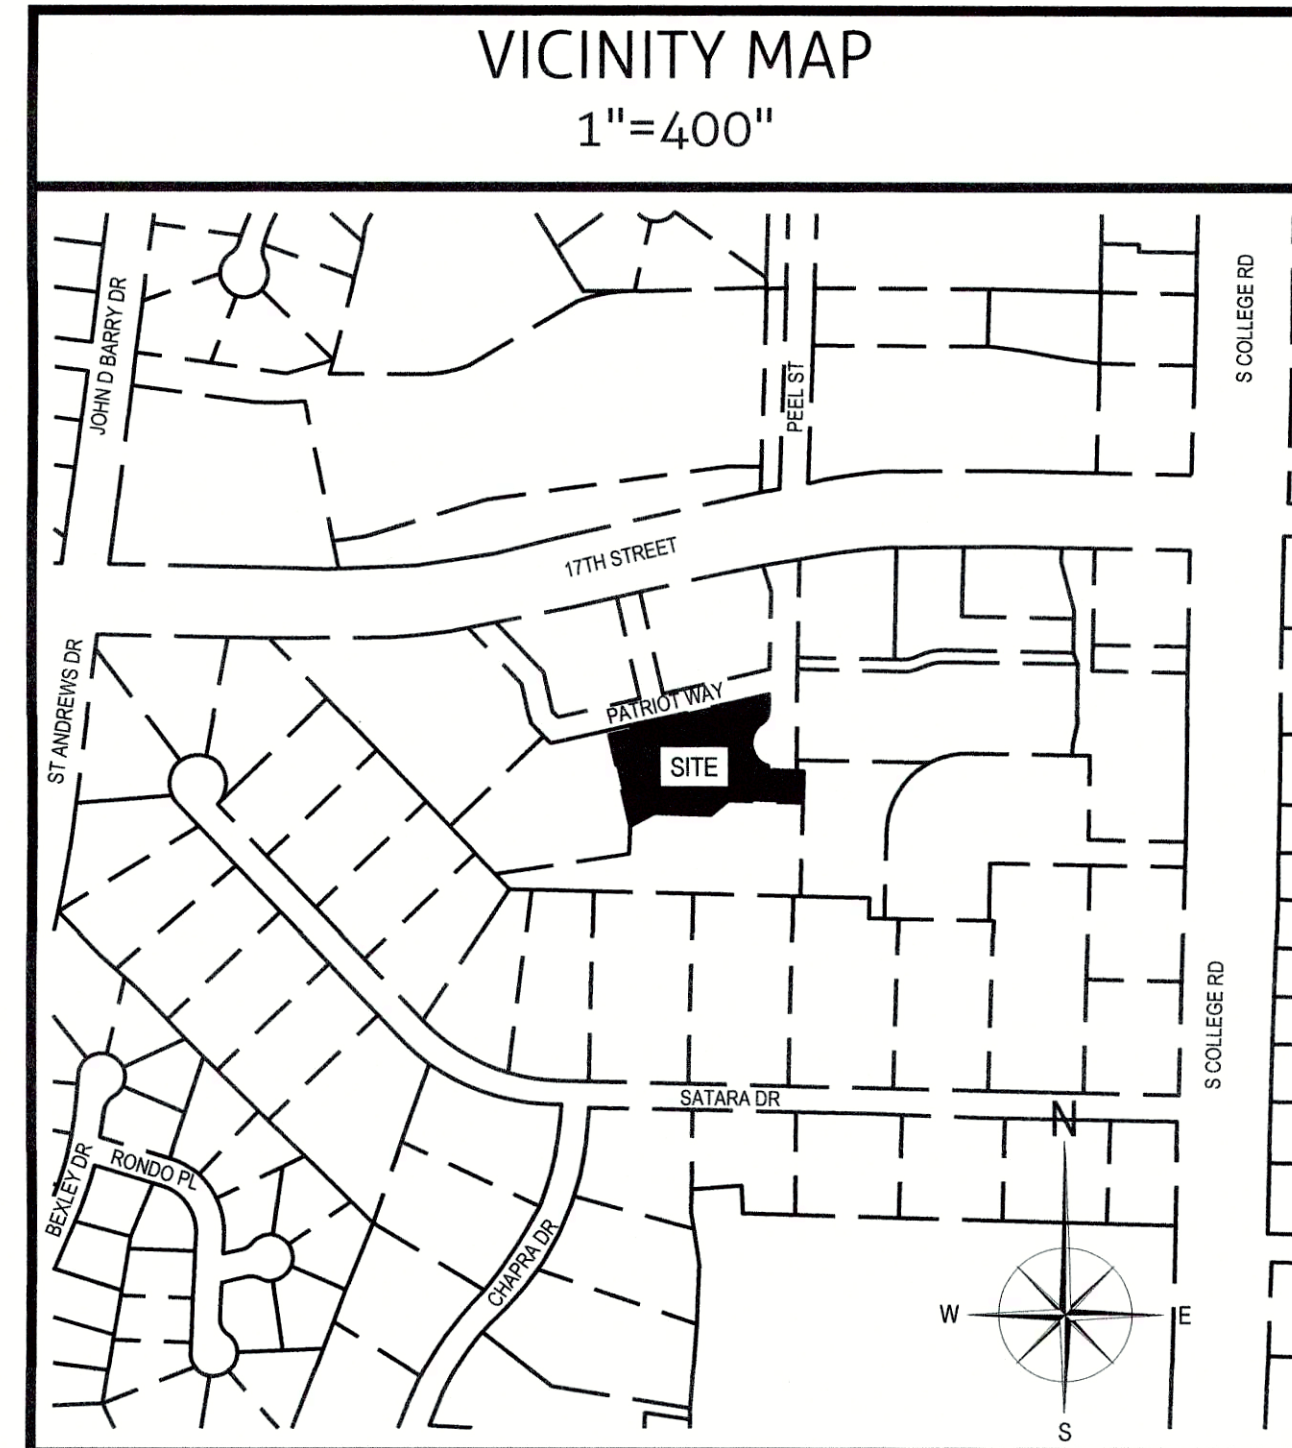 VICINITY MAP
1"=400"
JOHN D BARRY DR
S COLLEGE RD
PEEL ST
17TH STREET
ST ANDREWS DR
PATRIOT WAY
SITE
S COLLEGE RD
SATARA DR
N
RONDO PL
BEXLEY DR
CHAPRA DR
W
E
S